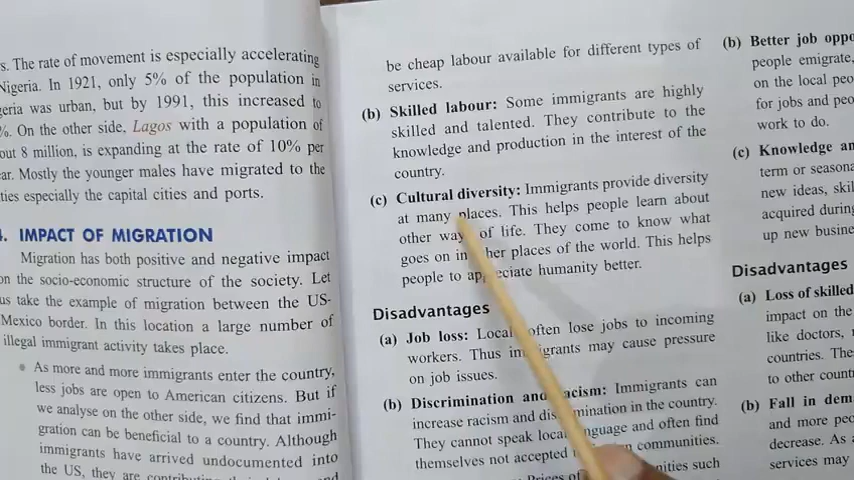 s. The rate of movement is especially accelerating
Nigeria. In 1921, only 5% of the population in
geria was urban, but by 1991, this increased to
%. On the other side, Lagos with a population of
out 8 million, is expanding at the rate of 10% per
ar. Mostly the younger males have migrated to the
ties especially the capital cities and ports.
4. IMPACT OF MIGRATION
Migration has both positive and negative impact
on the socio-economic structure of the society. Let
us take the example of migration between the US-
Mexico border. In this location a large number of
illegal immigrant activity takes place.
As more and more immigrants enter the country,
less jobs are open to American citizens. But if
we analyse on the other side, we find that immi-
gration can be beneficial to a country. Although
immigrants have arrived undocumented into
the US, they are
be cheap labour available for different types of
services.
(b) Skilled labour: Some immigrants are highly
skilled and talented. They contribute to the
knowledge and production in the interest of the
country.
(c) Cultural diversity: Immigrants provide diversity
at many places. This helps people learn about
other way of life. They come to know what
goes on in her places of the world. This helps
people to appreciate humanity better.
Disadvantages
(a) Job loss: Local often lose jobs to incoming
workers. Thus immigrants may cause pressure
on job issues.
(b) Discrimination and racism: Immigrants can
increase racism and discrimination in the country.
They cannot speak local language and often find
themselves not accepted communities.
Prices of nities such
(b) Better job oppo
people emigrate,
on the local peo
for jobs and peo
work to do.
(c) Knowledge an
term or seasona
new ideas, skil
acquired during
up new busine
Disadvantages
(a) Loss of skilled
impact on the
like doctors,
countries. The
to other count
(b) Fall in dem
and more peo
decrease. As
services may